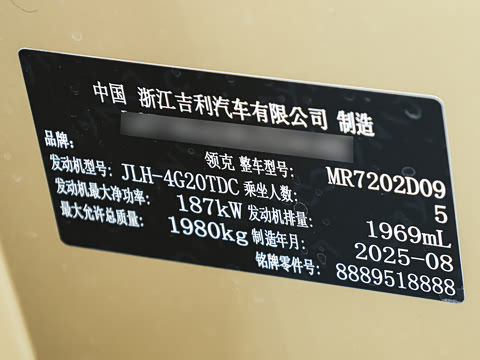 中国 浙江吉利汽车有限公司 制造
品牌: 领克 整车型号: MR7202D09
发动机型号: JLH-4G20TDC 乘坐人数: 5
发动机最大净功率: 187kW 发动机排量: 1969mL
最大允许总质量: 1980kg 制造年月: 2025-08
铭牌零件号: 8889518888